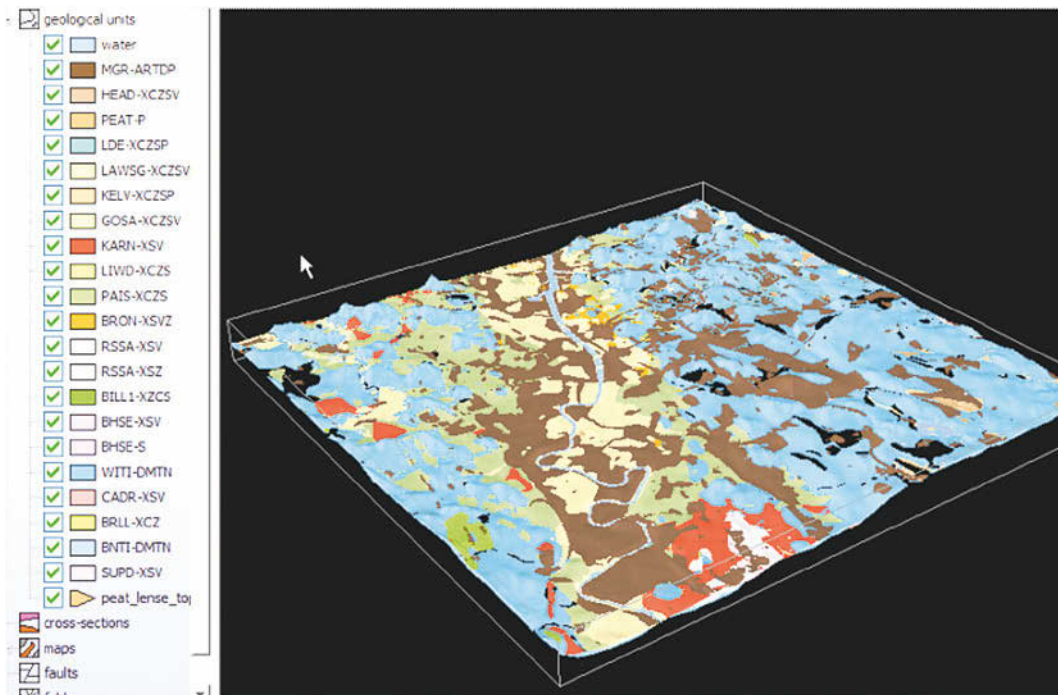 geological units
water
MGR-ARTDP
HEAD-XCZSV
PEAT-P
LDE-XCZSP
LAWSG-XCZSV
KELV-XCZSP
GOSA-XCZSV
KARN-XSV
LIWD-XCZS
PAIS-XCZS
BRON-XSVZ
RSSA-XSV
RSSA-XSZ
BILL1-XZCS
BHSE-XSV
BHSE-S
WITI-DMTN
CADR-XSV
BRLL-XCZ
BNTI-DMTN
SUPD-XSV
peat_lense_top
cross-sections
maps
faults